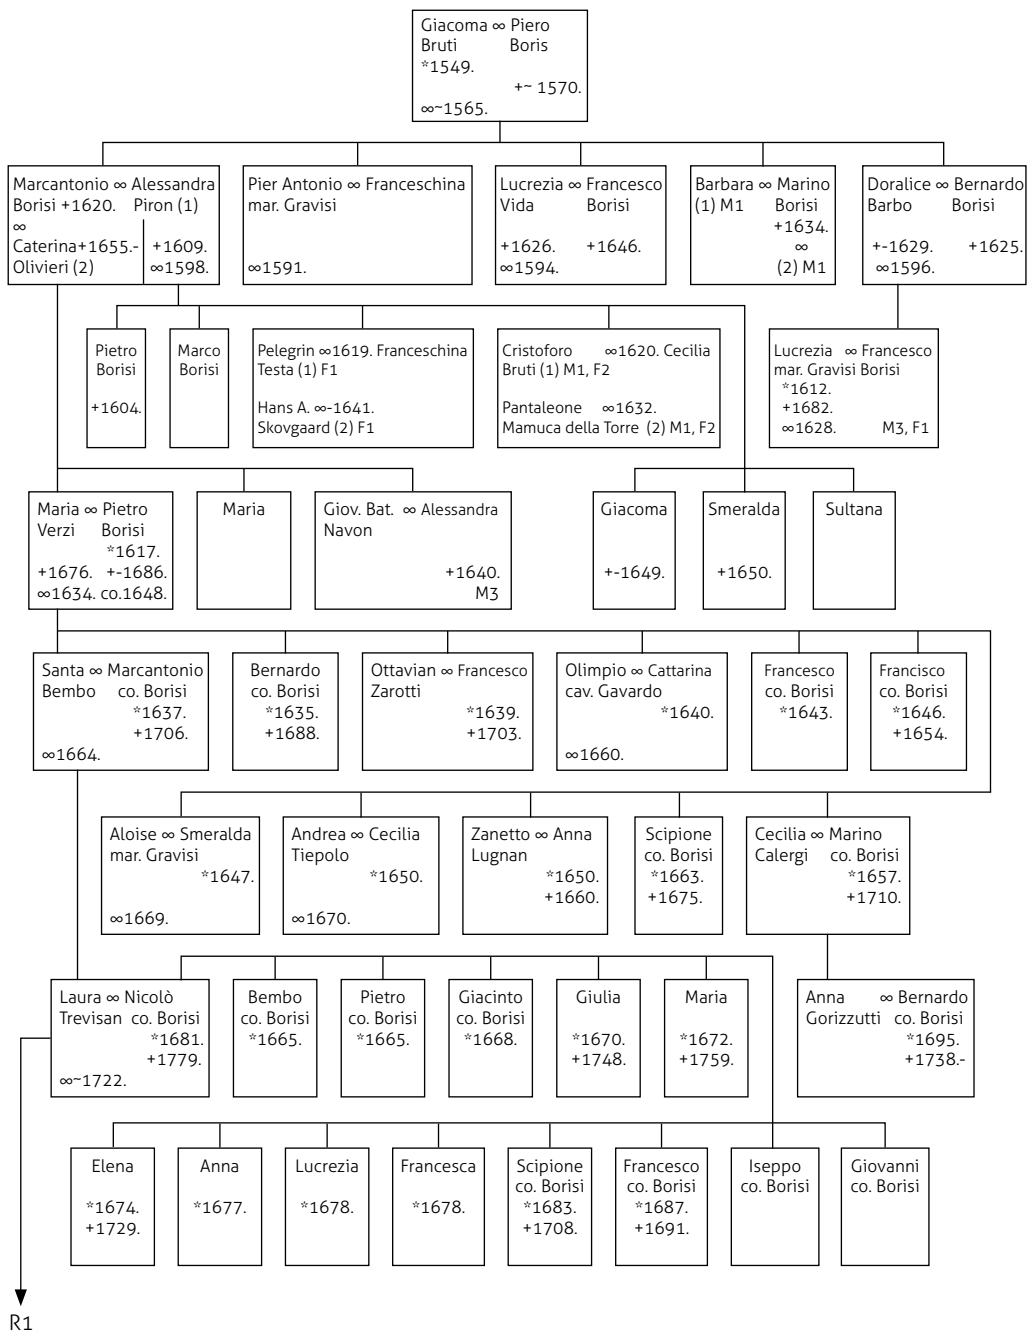 Giacoma ∞ Piero
Bruti Boris
*1549.
+~ 1570.
∞~1565.
Marcantonio ∞ Alessandra
Borisi +1620. Piron (1)
∞
Caterina+1655.- +1609.
Olivieri (2) ∞1598.
Pier Antonio ∞ Franceschina
mar. Gravisi
∞1591.
Lucrezia ∞ Francesco
Vida Borisi
+1626. +1646.
∞1594.
Barbara ∞ Marino
(1) M1 Borisi
+1634.
∞
(2) M1
Doralice ∞ Bernardo
Barbo Borisi
+-1629. +1625.
∞1596.
Pietro
Borisi
+1604.
Marco
Borisi
Pelegrin ∞1619. Franceschina
Testa (1) F1
Hans A. ∞-1641.
Skovgaard (2) F1
Cristoforo ∞1620. Cecilia
Bruti (1) M1, F2
Pantaleone ∞1632.
Mamuca della Torre (2) M1, F2
Lucrezia ∞ Francesco
mar. Gravisi Borisi
*1612.
+1682.
∞1628. M3, F1
Maria ∞ Pietro
Verzi Borisi
*1617.
+1676. +-1686.
∞1634. co.1648.
Maria
Giov. Bat. ∞ Alessandra
Navon
+1640.
M3
Giacoma
+-1649.
Smeralda
+1650.
Sultana
Santa ∞ Marcantonio
Bembo co. Borisi
*1637.
+1706.
∞1664.
Bernardo
co. Borisi
*1635.
+1688.
Ottavian ∞ Francesco
Zarotti
*1639.
+1703.
Olimpio ∞ Cattarina
cav. Gavardo
*1640.
∞1660.
Francesco
co. Borisi
*1643.
Francisco
co. Borisi
*1646.
+1654.
Aloise ∞ Smeralda
mar. Gravisi
*1647.
∞1669.
Andrea ∞ Cecilia
Tiepolo
*1650.
∞1670.
Zanetto ∞ Anna
Lugnan
*1650.
+1660.
Scipione
co. Borisi
*1663.
+1675.
Cecilia ∞ Marino
Calergi co. Borisi
*1657.
+1710.
Laura ∞ Nicolò
Trevisan co. Borisi
*1681.
+1779.
∞~1722.
Bembo
co. Borisi
*1665.
Pietro
co. Borisi
*1665.
Giacinto
co. Borisi
*1668.
Giulia
*1670.
+1748.
Maria
*1672.
+1759.
Anna ∞ Bernardo
Gorizzutti co. Borisi
*1695.
+1738.-
Elena
*1674.
+1729.
Anna
*1677.
Lucrezia
*1678.
Francesca
*1678.
Scipione
co. Borisi
*1683.
+1708.
Francesco
co. Borisi
*1687.
+1691.
Iseppo
co. Borisi
Giovanni
co. Borisi
R1